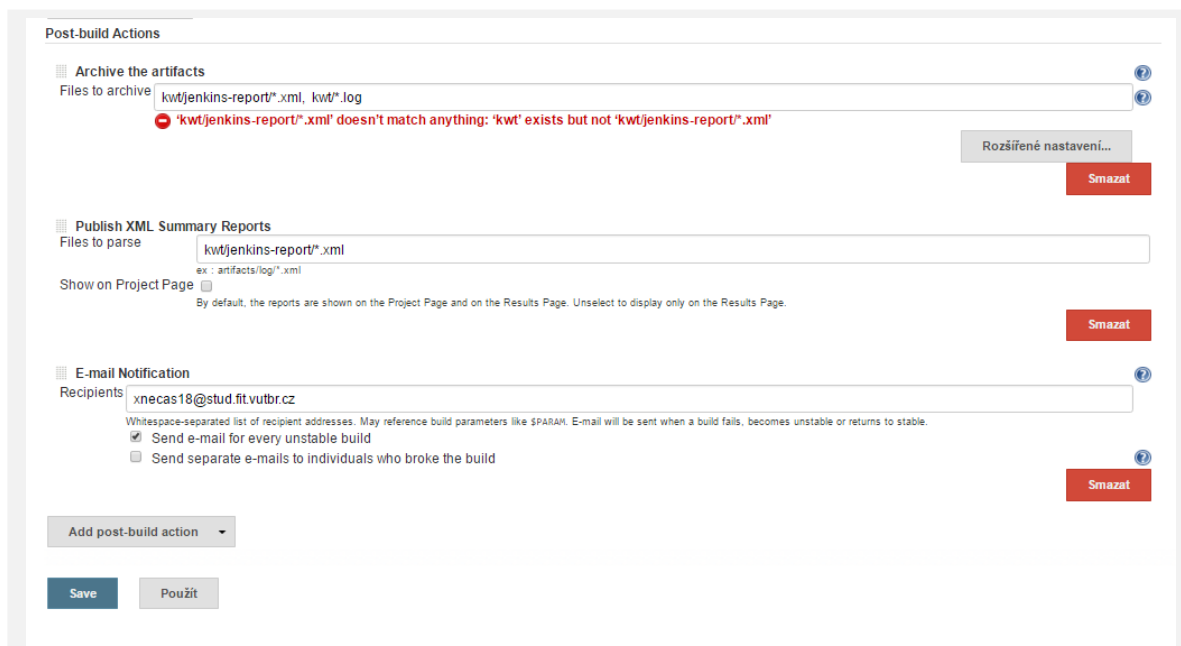 Post-build Actions
Archive the artifacts
Files to archive kwt/jenkins-report/*.xml, kwt/*.log
‘kwt/jenkins-report/*.xml’ doesn’t match anything: ‘kwt’ exists but not ‘kwt/jenkins-report/*.xml’
Rozšířené nastavení...
Smazat
Publish XML Summary Reports
Files to parse kwt/jenkins-report/*.xml
ex : artifacts/log/*.xml
Show on Project Page
By default, the reports are shown on the Project Page and on the Results Page. Unselect to display only on the Results Page.
Smazat
E-mail Notification
Recipients xnecas18@stud.fit.vutbr.cz
Whitespace-separated list of recipient addresses. May reference build parameters like $PARAM. E-mail will be sent when a build fails, becomes unstable or returns to stable.
Send e-mail for every unstable build
Send separate e-mails to individuals who broke the build
Smazat
Add post-build action
Save Použít